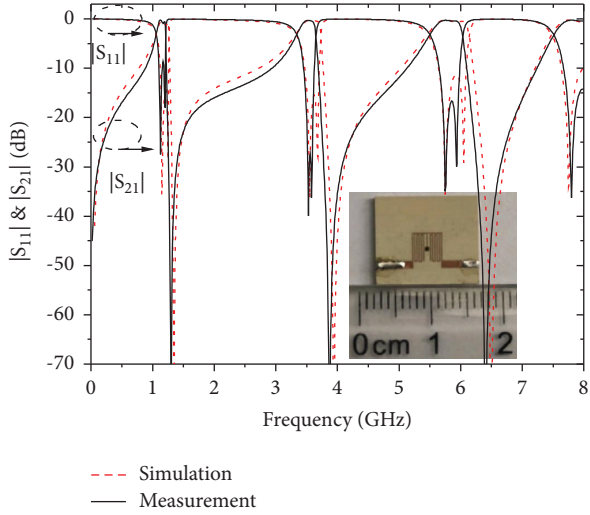 0
-10
-20
-30
-40
-50
-60
-70
|S11| & |S21| (dB)
|S11|
|S21|
0 cm 1 2
0 1 2 3 4 5 6 7 8
Frequency (GHz)
Simulation
Measurement